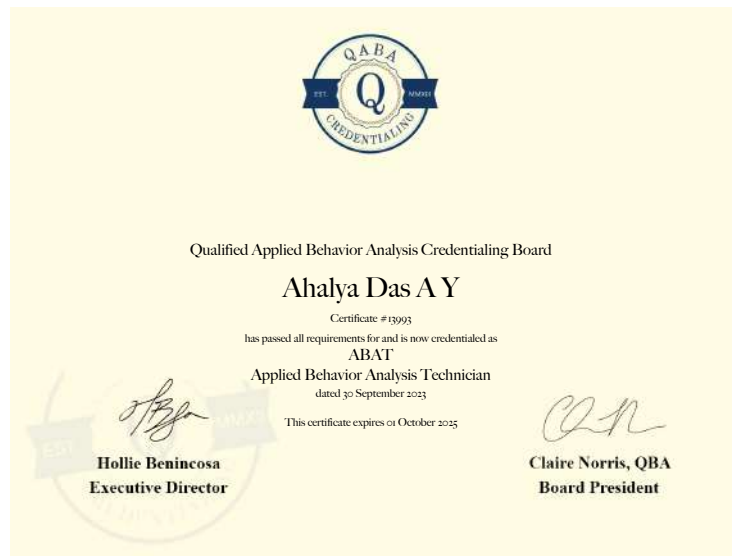 QABA
EST. MMXII
Q
CREDENTIALING
Qualified Applied Behavior Analysis Credentialing Board
Ahalya Das A Y
Certificate #13993
has passed all requirements for and is now credentialed as
ABAT
Applied Behavior Analysis Technician
dated 30 September 2023
This certificate expires 01 October 2025
Hollie Benincosa
Executive Director
Claire Norris, QBA
Board President